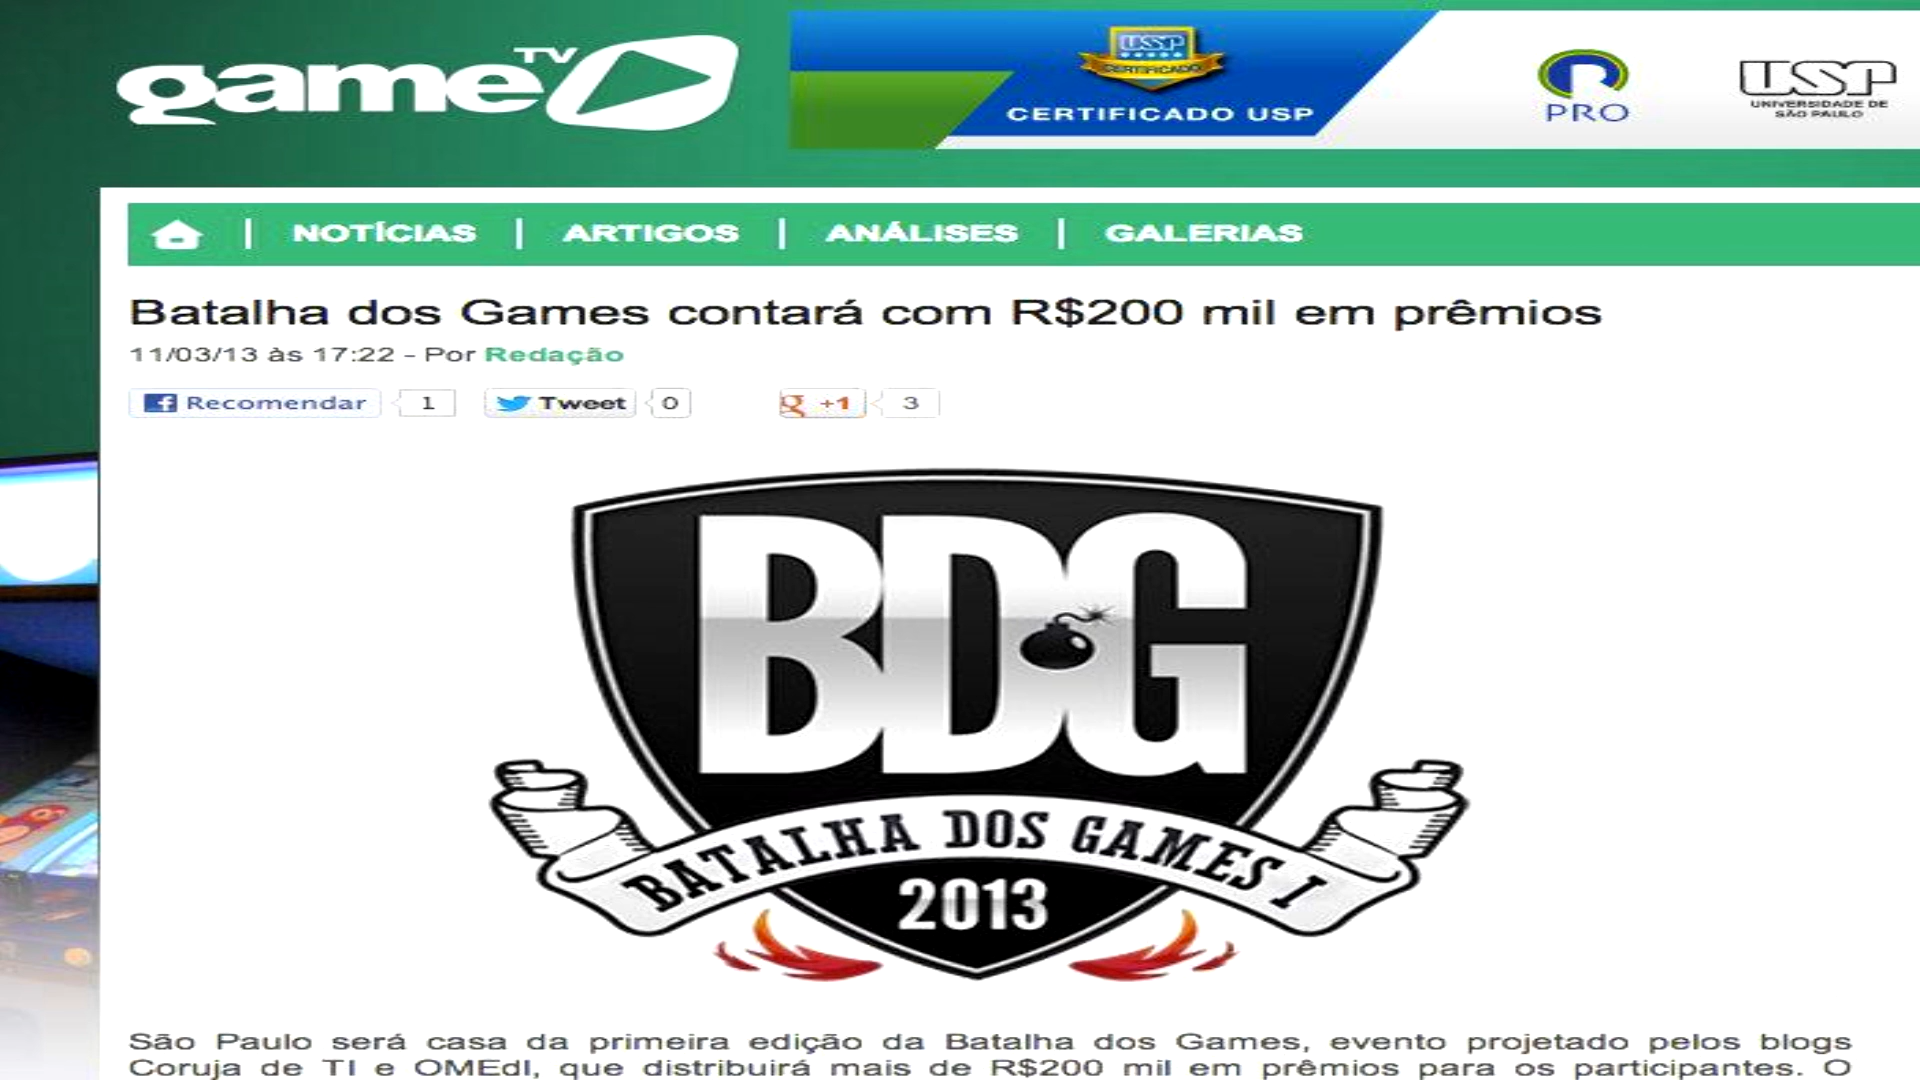 game TV
USP
CERTIFICADO
CERTIFICADO USP
PRO
USP
UNIVERSIDADE DE
SÃO PAULO
NOTÍCIAS | ARTIGOS | ANÁLISES | GALERIAS
Batalha dos Games contará com R$200 mil em prêmios
11/03/13 às 17:22 - Por Redação
Recomendar 1 Tweet 0 +1 3
BDG
BATALHA DOS GAMES I
2013
São Paulo será casa da primeira edição da Batalha dos Games, evento projetado pelos blogs
Coruja de TI e OMEdI, que distribuirá mais de R$200 mil em prêmios para os participantes. O